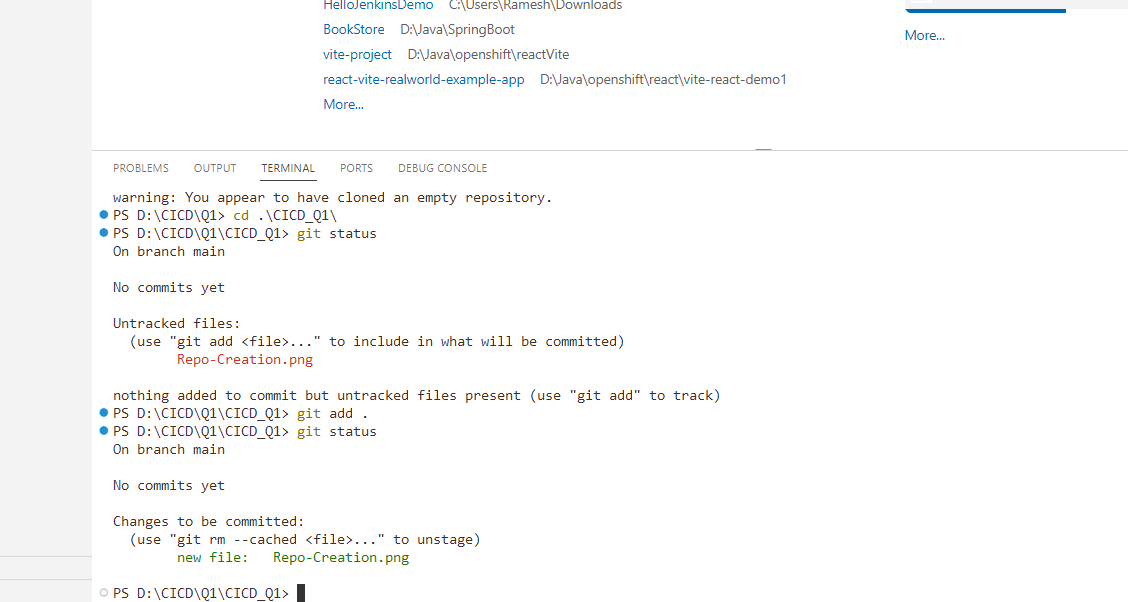 HelloJenkinsDemo C:\Users\Ramesh\Downloads
BookStore D:\Java\SpringBoot
vite-project D:\Java\openshift\reactVite
react-vite-realworld-example-app D:\Java\openshift\react\vite-react-demo1
More...
More...
PROBLEMS OUTPUT TERMINAL PORTS DEBUG CONSOLE
warning: You appear to have cloned an empty repository.
PS D:\CICD\Q1> cd .\CICD_Q1\
PS D:\CICD\Q1\CICD_Q1> git status
On branch main
No commits yet
Untracked files:
(use "git add <file>..." to include in what will be committed)
Repo-Creation.png
nothing added to commit but untracked files present (use "git add" to track)
PS D:\CICD\Q1\CICD_Q1> git add .
PS D:\CICD\Q1\CICD_Q1> git status
On branch main
No commits yet
Changes to be committed:
(use "git rm --cached <file>..." to unstage)
new file: Repo-Creation.png
PS D:\CICD\Q1\CICD_Q1>